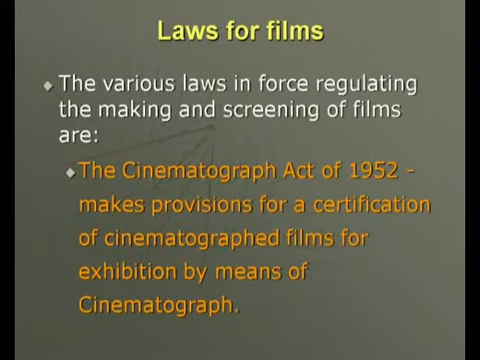 Laws for films
The various laws in force regulating
the making and screening of films
are:
The Cinematograph Act of 1952 -
makes provisions for a certification
of cinematographed films for
exhibition by means of
Cinematograph.